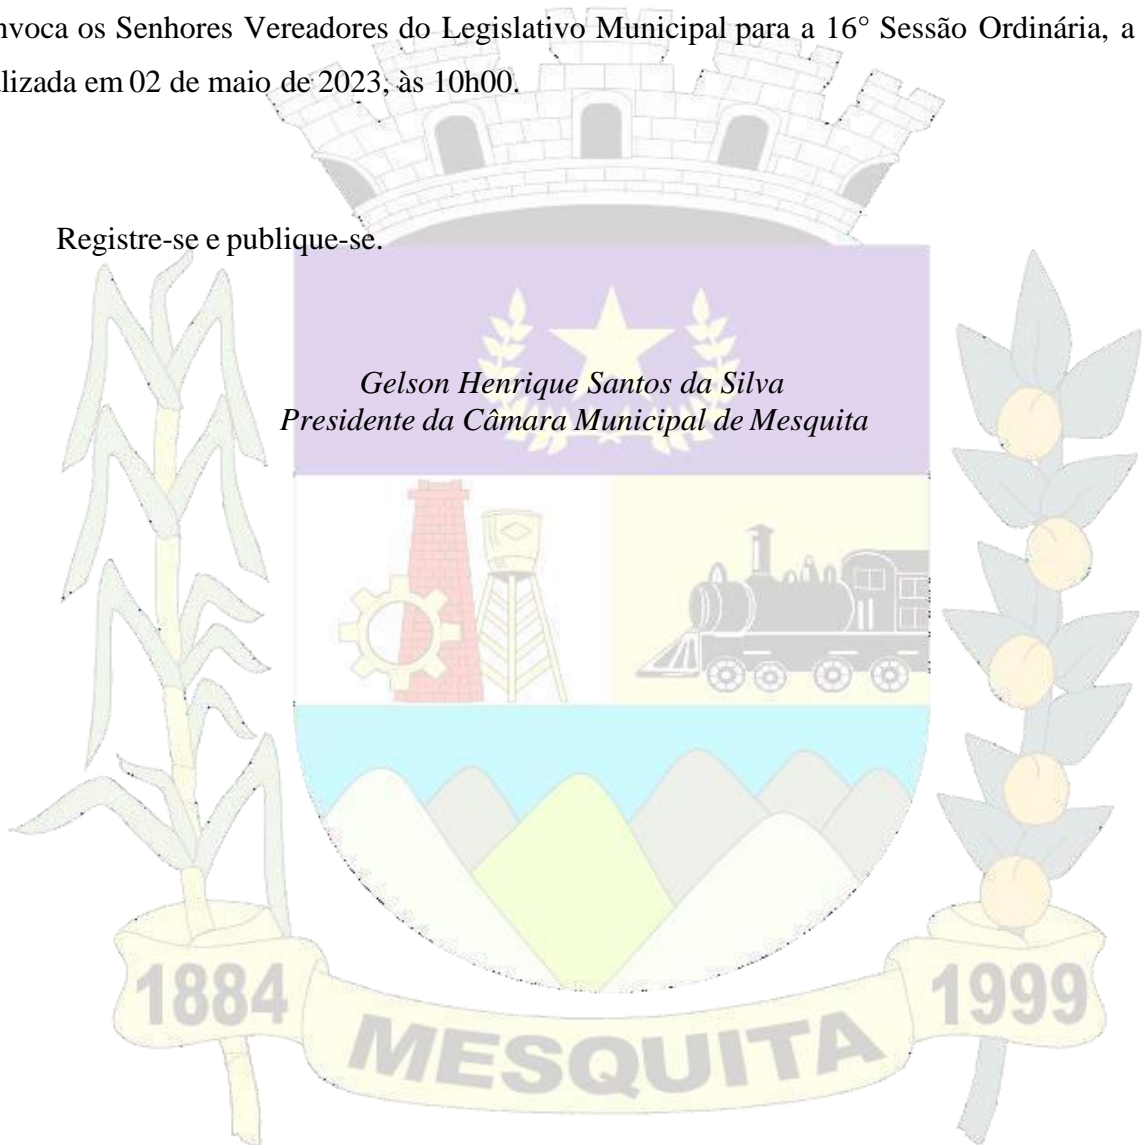 nvoca os Senhores Vereadores do Legislativo Municipal para a 16° Sessão Ordinária, a
lizada em 02 de maio de 2023, às 10h00.
Registre-se e publique-se.
Gelson Henrique Santos da Silva
Presidente da Câmara Municipal de Mesquita
1884
MESQUITA
1999